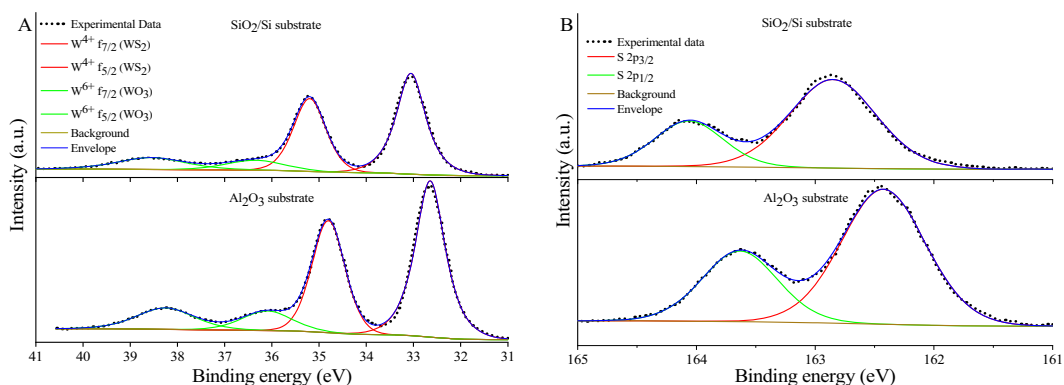 A
SiO2/Si substrate
Experimental Data
W4+ f7/2 (WS2)
W4+ f5/2 (WS2)
W6+ f7/2 (WO3)
W6+ f5/2 (WO3)
Background
Envelope
Al2O3 substrate
Intensity (a.u.)
41 40 39 38 37 36 35 34 33 32 31
Binding energy (eV)
B
SiO2/Si substrate
Experimental data
S 2p3/2
S 2p1/2
Background
Envelope
Al2O3 substrate
Intensity (a.u.)
165 164 163 162 161
Binding energy (eV)